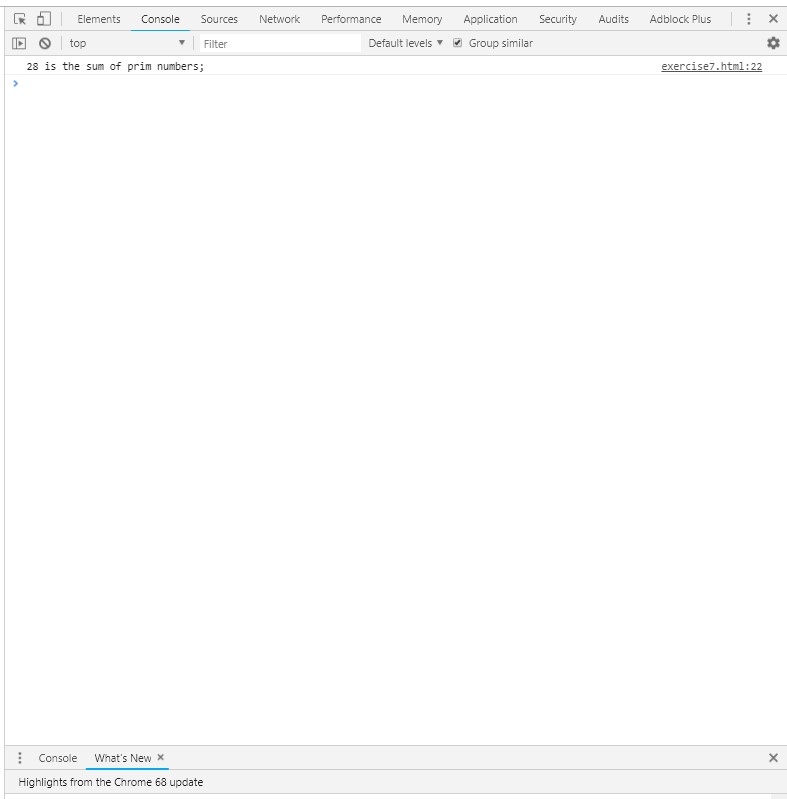 Elements Console Sources Network Performance Memory Application Security Audits Adblock Plus
top Filter Default levels Group similar
28 is the sum of prim numbers; exercise7.html:22
Console What's New
Highlights from the Chrome 68 update